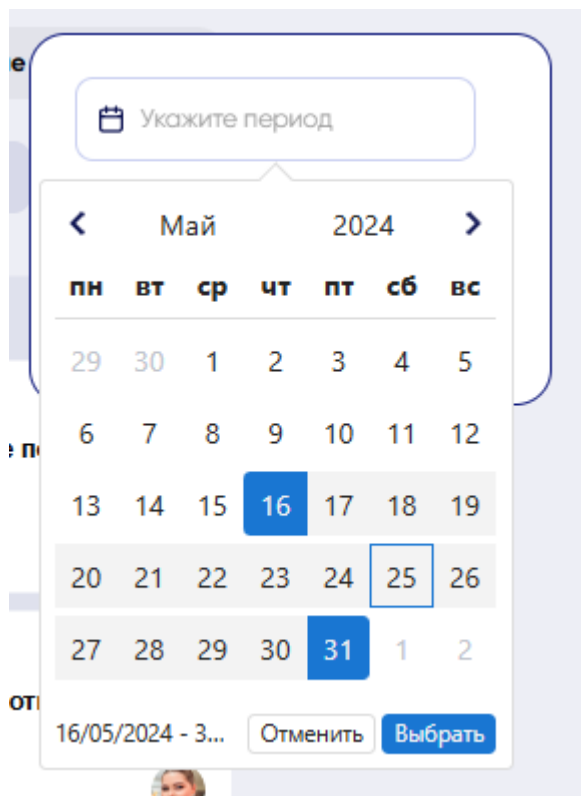 е
Укажите период
Май 2024
пн вт ср чт пт сб вс
29 30 1 2 3 4 5
6 7 8 9 10 11 12
е п
13 14 15 16 17 18 19
20 21 22 23 24 25 26
27 28 29 30 31 1 2
от
16/05/2024 - 3... Отменить Выбрать